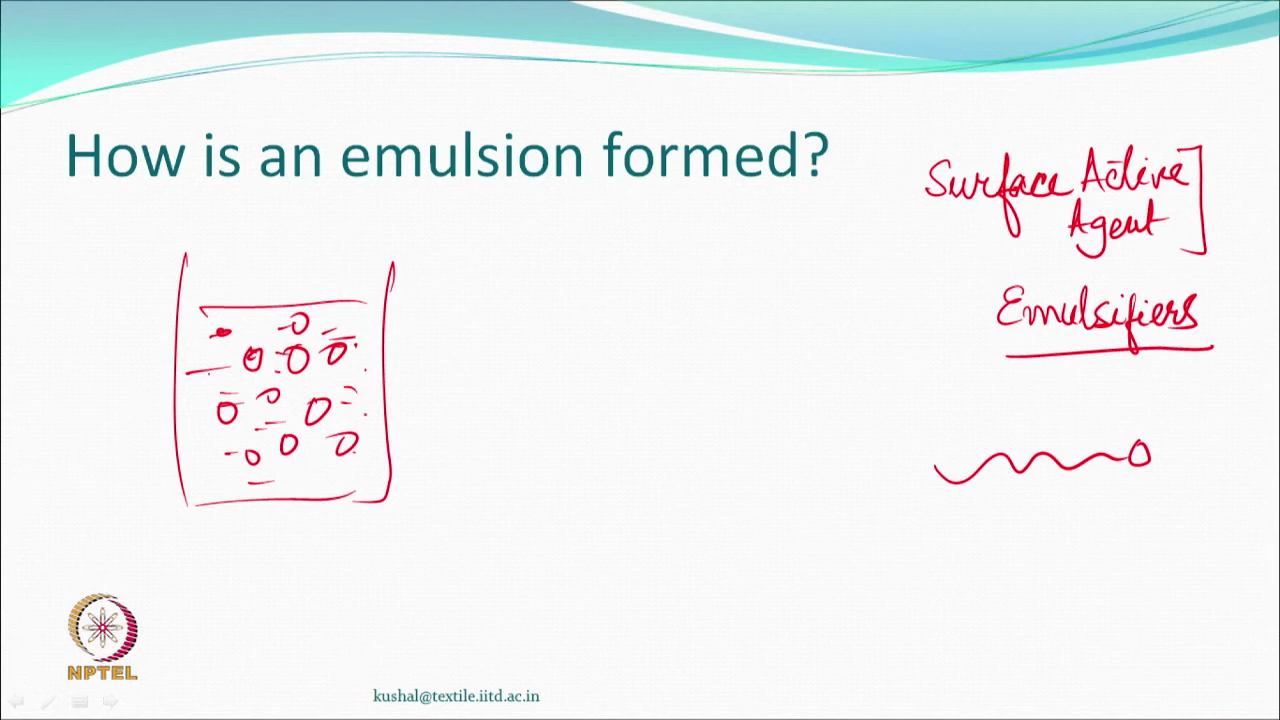 How is an emulsion formed?
Surface Active
Agent
Emulsifiers
NPTEL
kushal@textile.iitd.ac.in